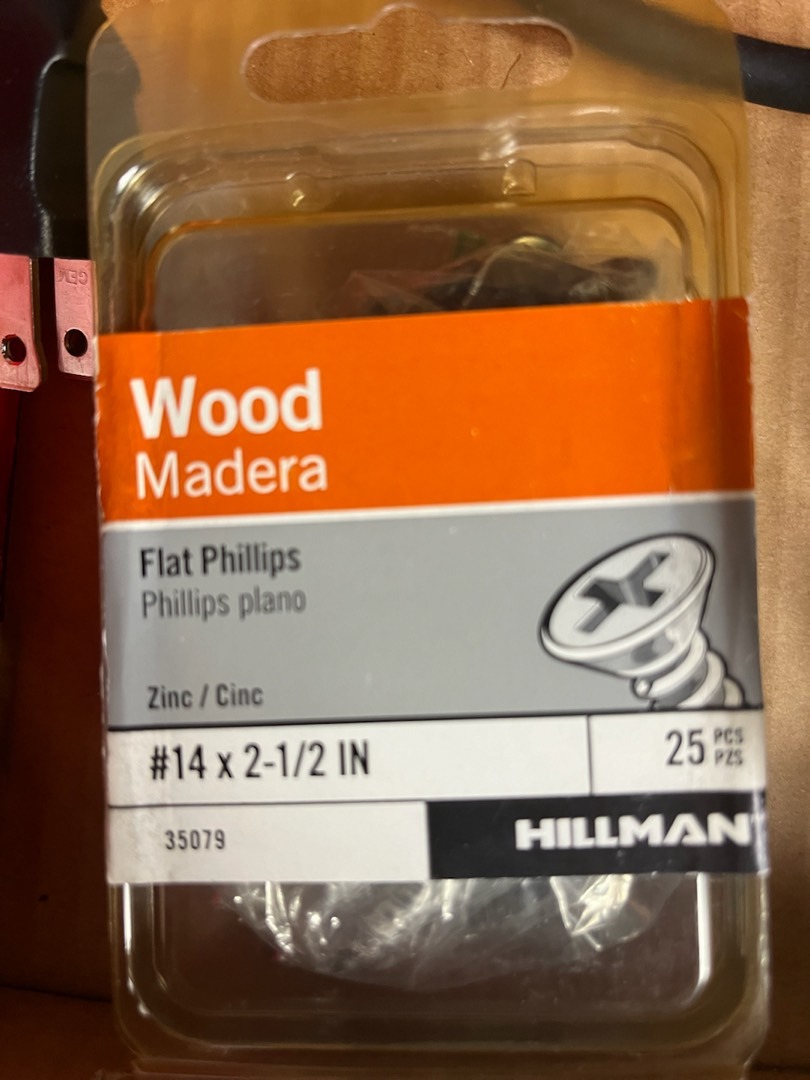 Wood
Madera
Flat Phillips
Phillips plano
Zinc / Cinc
#14 x 2-1/2 IN
25 PCS
PZS
35079
HILLMAN